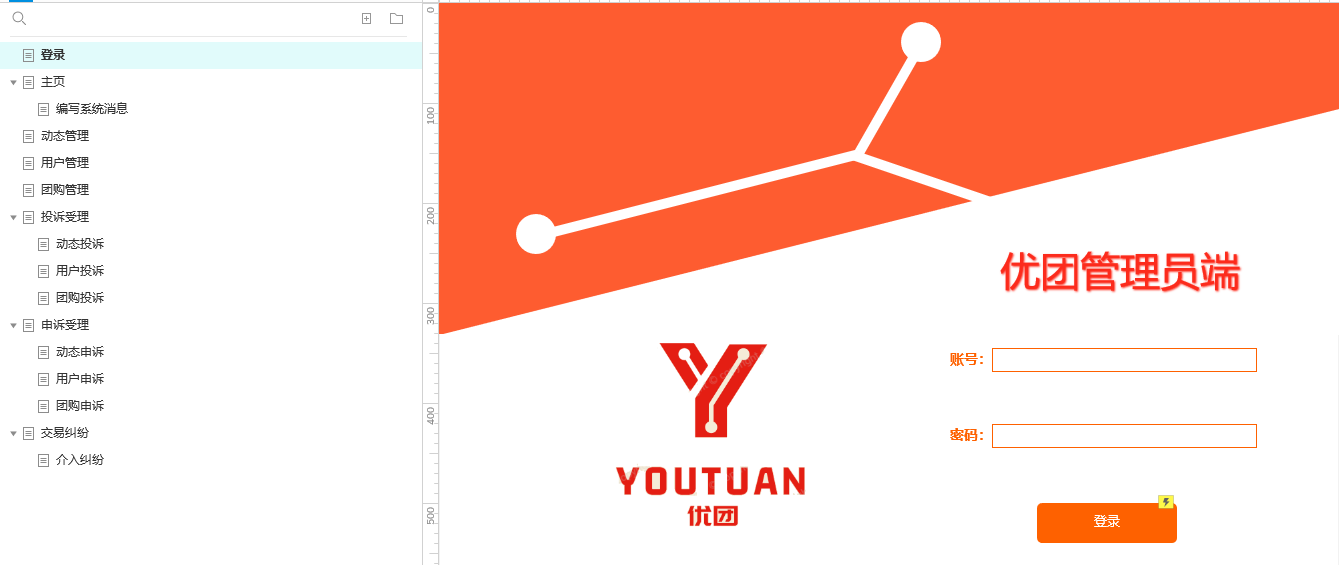 登录
主页
编写系统消息
动态管理
用户管理
团购管理
投诉受理
动态投诉
用户投诉
团购投诉
申诉受理
动态申诉
用户申诉
团购申诉
交易纠纷
介入纠纷
0
100
200
300
400
500
优团管理员端
账号：
密码：
登录
YOUTUAN
优团